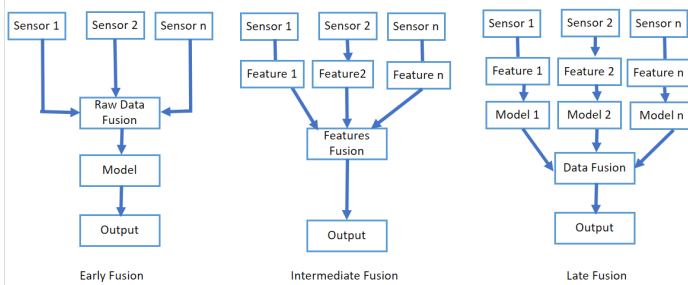 Sensor 1
Sensor 2
Sensor n
Raw Data
Fusion
Model
Output
Early Fusion
Sensor 1
Sensor 2
Sensor n
Feature 1
Feature2
Feature n
Features
Fusion
Output
Intermediate Fusion
Sensor 1
Sensor 2
Sensor n
Feature 1
Feature 2
Feature n
Model 1
Model 2
Model n
Data Fusion
Output
Late Fusion